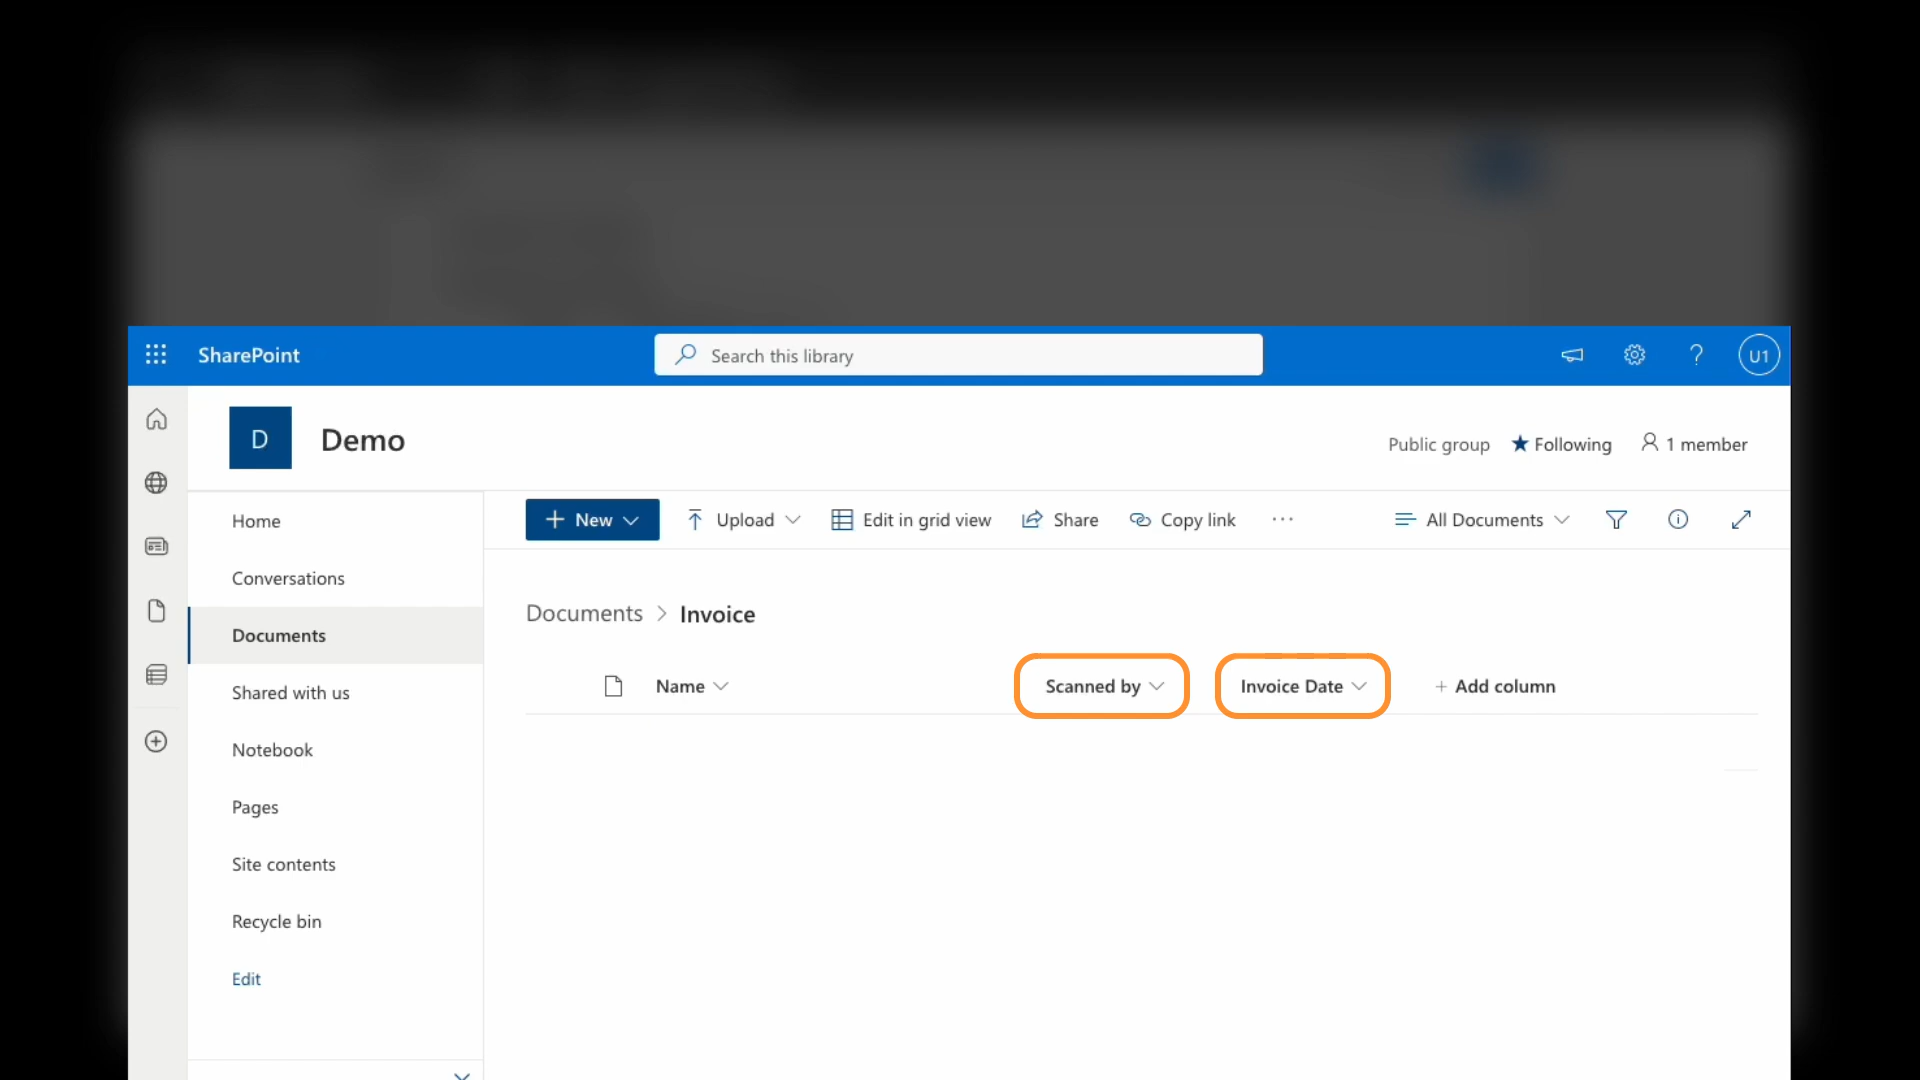 SharePoint
Search this library
U1
D
Demo
Public group
Following
1 member
Home
Conversations
Documents
Shared with us
Notebook
Pages
Site contents
Recycle bin
Edit
New
Upload
Edit in grid view
Share
Copy link
All Documents
Documents > Invoice
Name
Scanned by
Invoice Date
+ Add column